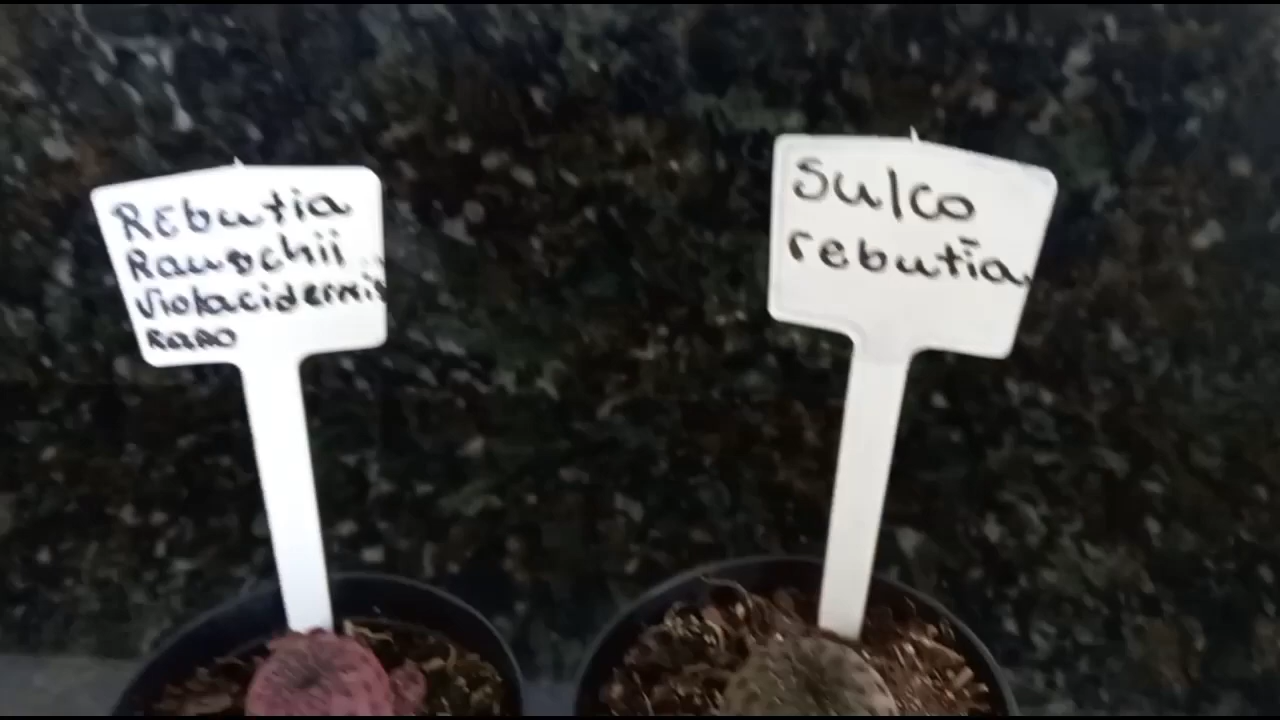 REbutia
Rauschii
Violacidermis
RARO
Sulco
rebutia